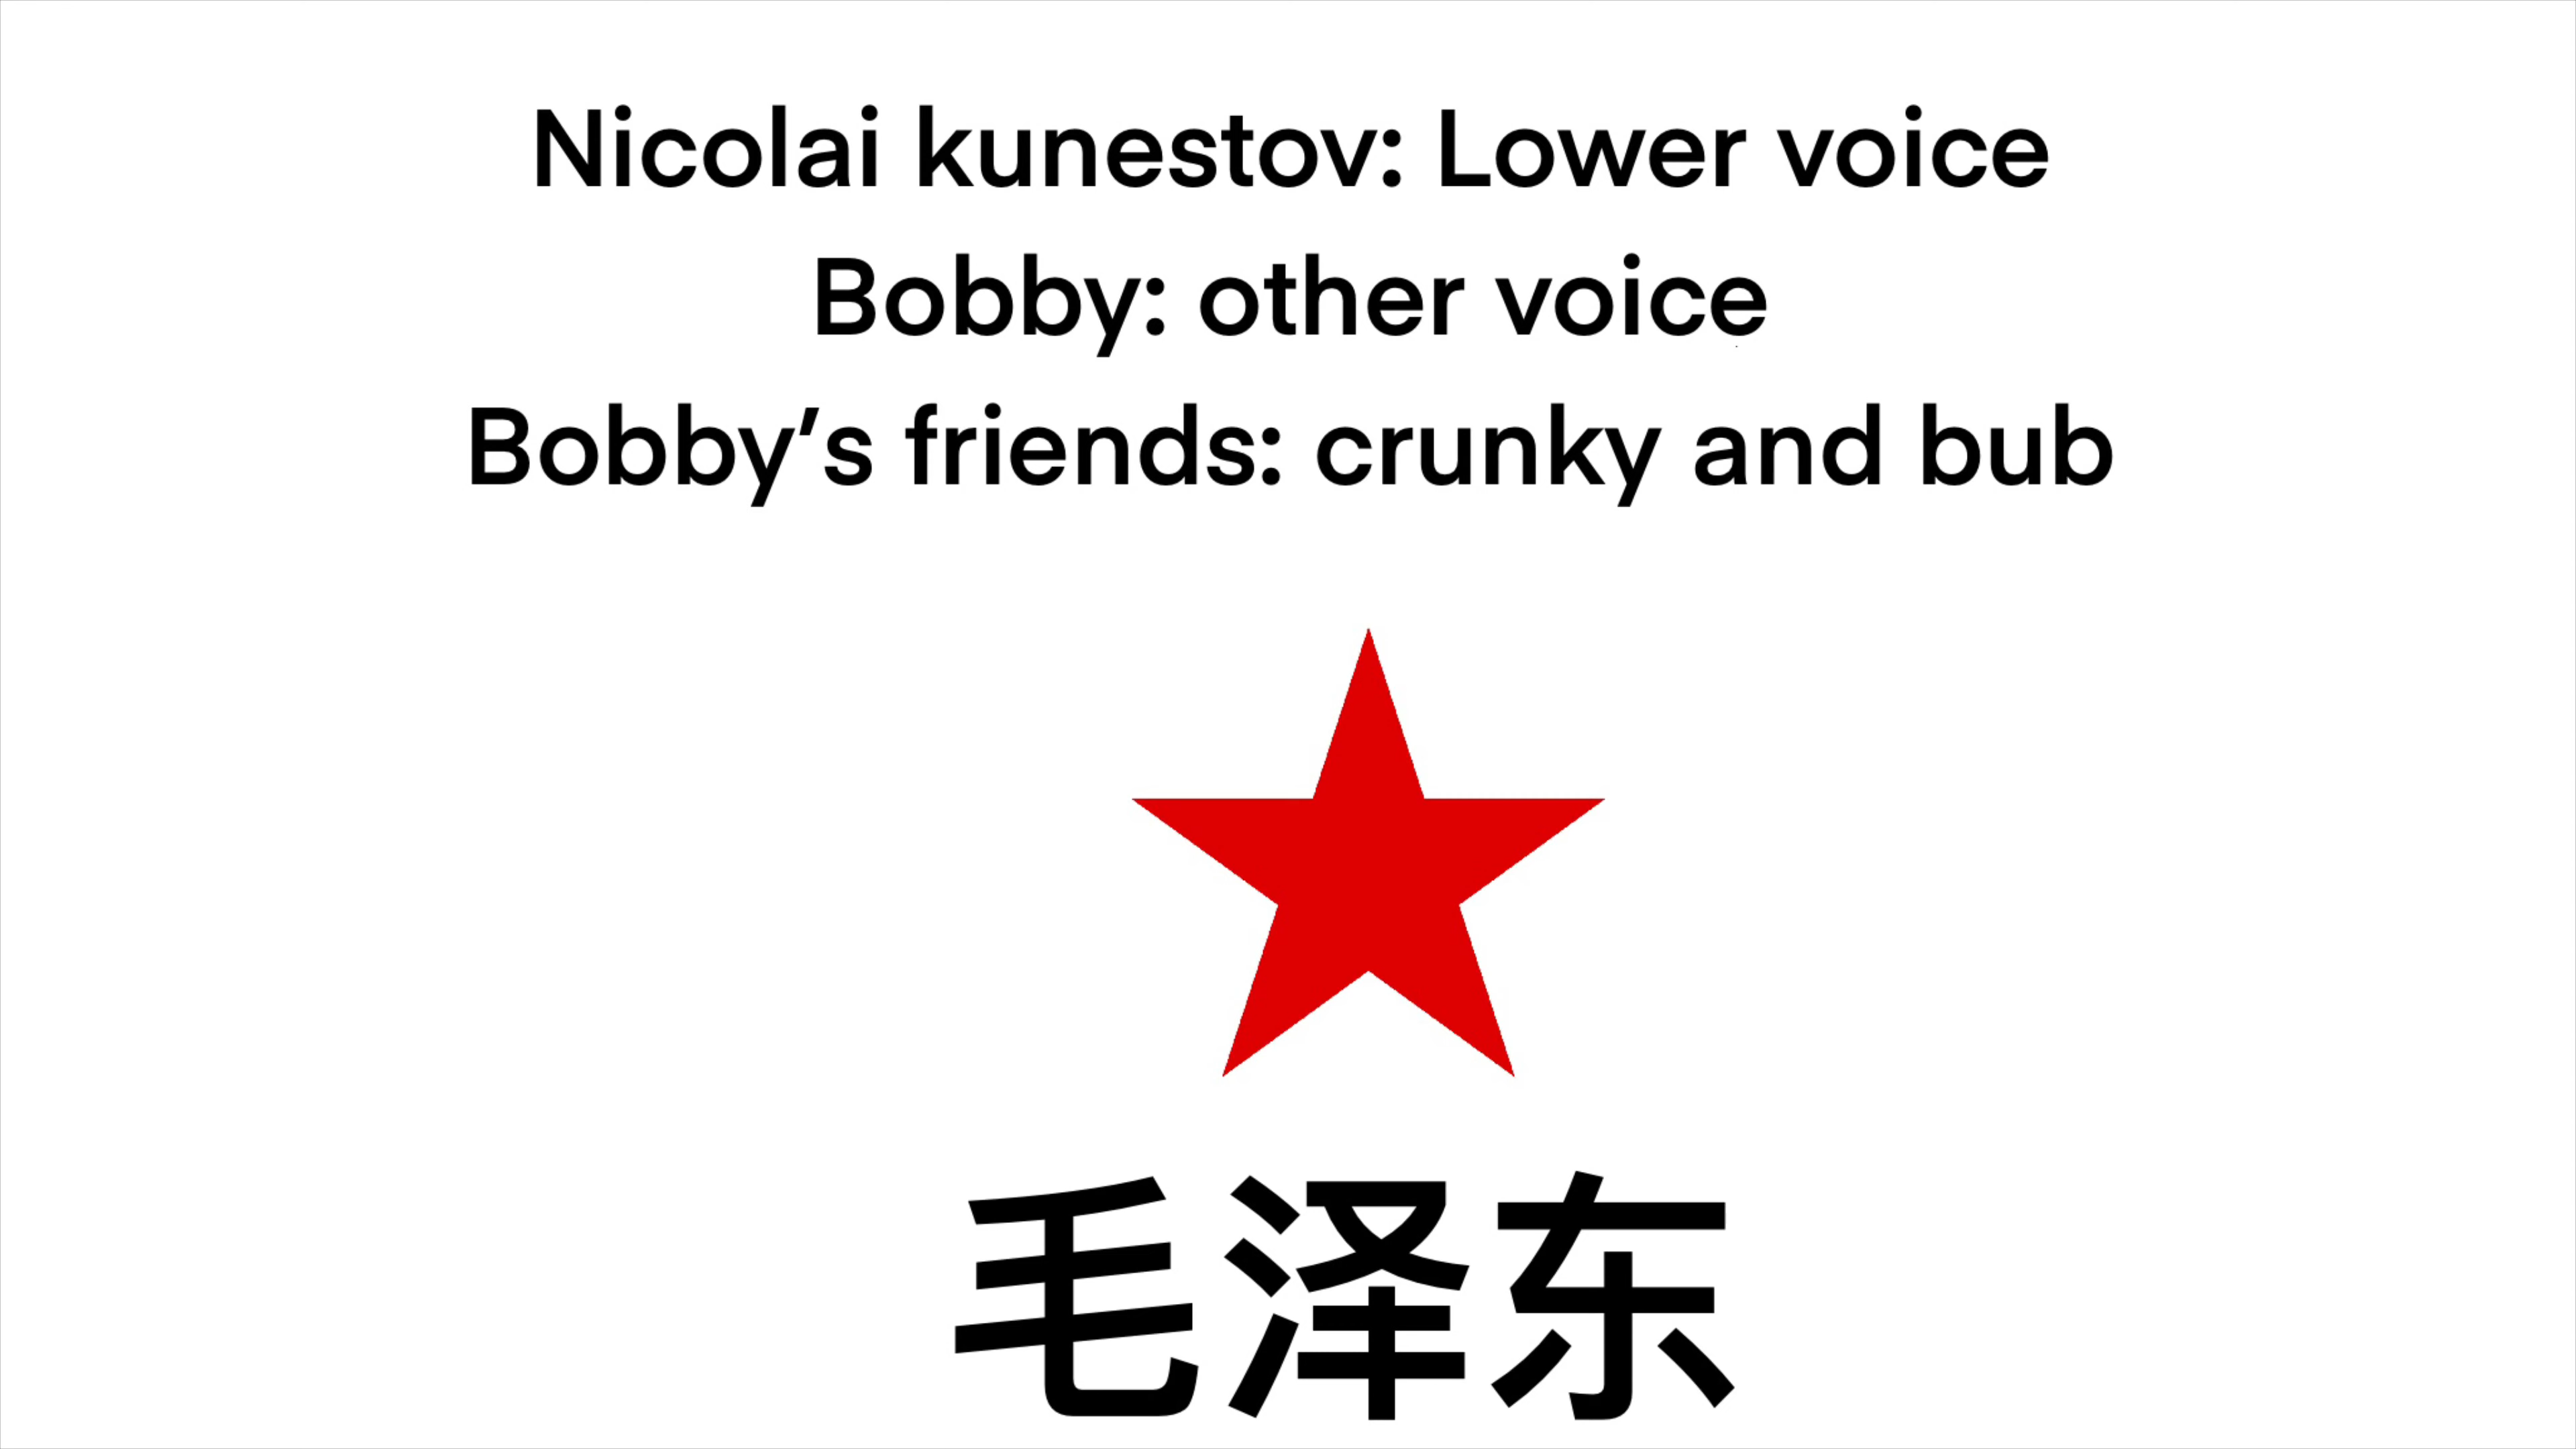 Nicolai kunestov: Lower voice
Bobby: other voice
Bobby’s friends: crunky and bub
毛泽东